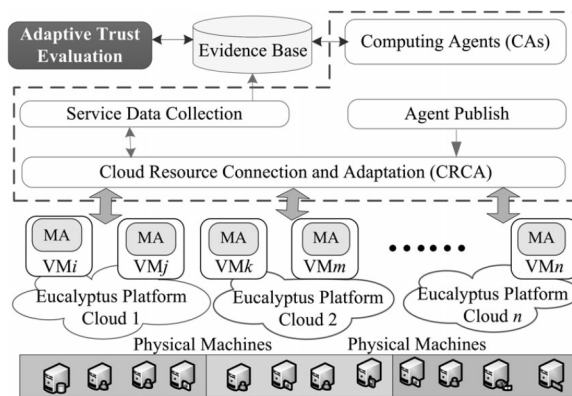 Adaptive Trust
Evaluation
Evidence Base
Computing Agents (CAs)
Service Data Collection
Agent Publish
Cloud Resource Connection and Adaptation (CRCA)
MA
VMi
MA
VMj
MA
VMk
MA
VMm
MA
VMn
Eucalyptus Platform
Cloud 1
Eucalyptus Platform
Cloud 2
Eucalyptus Platform
Cloud n
Physical Machines
Physical Machines